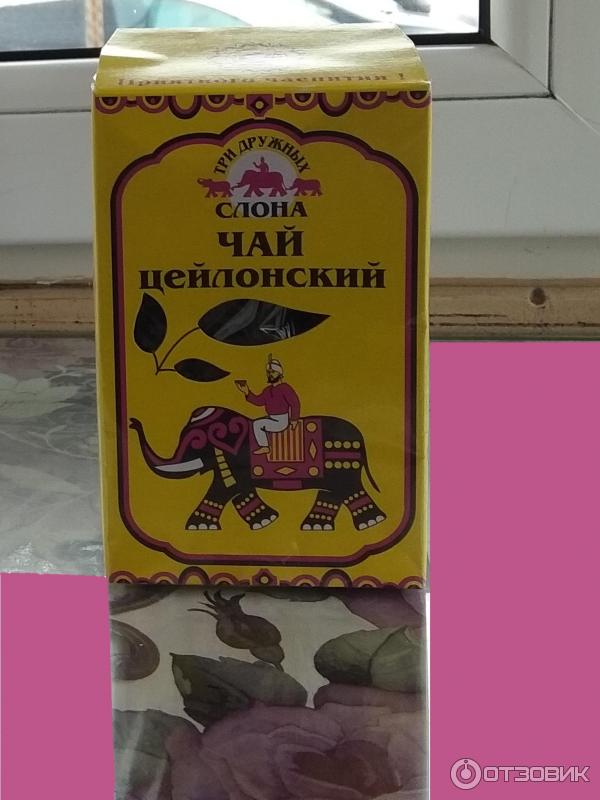 Приятного чаепития !
ТРИ ДРУЖНЫХ
СЛОНА
ЧАЙ
ЦЕЙЛОНСКИЙ
ОТЗОВИК